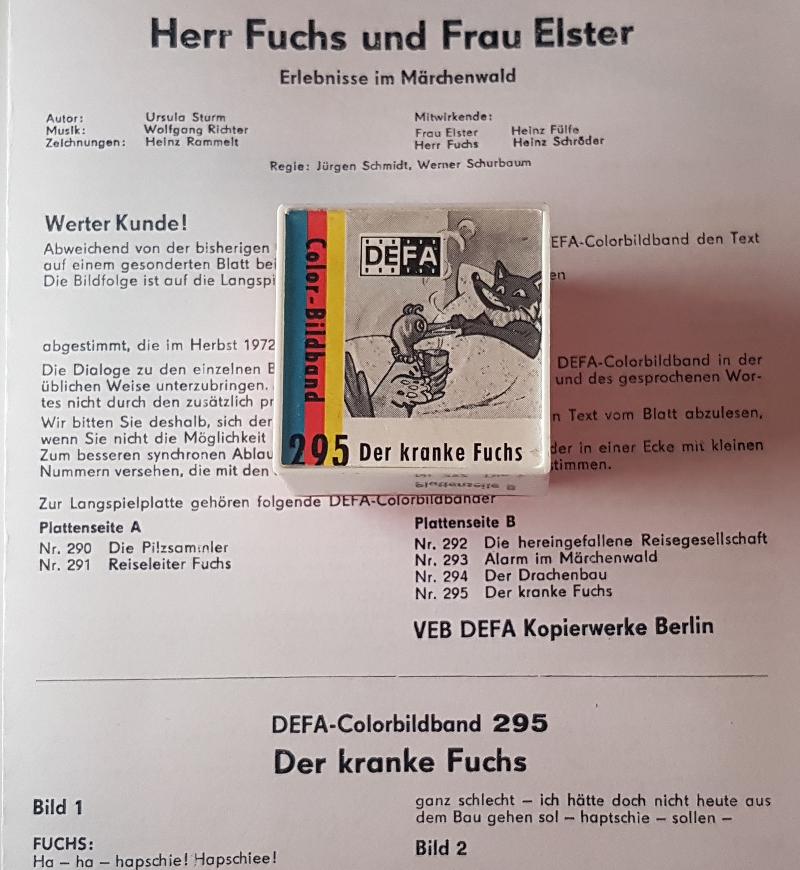 Herr Fuchs und Frau Elster
Erlebnisse im Märchenwald
Autor: Ursula Sturm
Musik: Wolfgang Richter
Zeichnungen: Heinz Rammelt
Mitwirkende:
Frau Elster Heinz Fülfe
Herr Fuchs Heinz Schröder
Regie: Jürgen Schmidt, Werner Schurbaum
Werter Kunde!
Abweichend von der bisherigen EFA-Colorbildband den Text
auf einem gesonderten Blatt bei en
Die Bildfolge ist auf die Langspi
abgestimmt, die im Herbst 1972
Die Dialoge zu den einzelnen B DEFA-Colorbildband in der
üblichen Weise unterzubringen. und des gesprochenen Wor-
tes nicht durch den zusätzlich pr
Wir bitten Sie deshalb, sich der n Text vom Blatt abzulesen,
wenn Sie nicht die Möglichkeit
Zum besseren synchronen Ablau der in einer Ecke mit kleinen
Nummern versehen, die mit den timmen.
Color-Bildband
DEFA
295 Der kranke Fuchs
Zur Langspielplatte gehören folgende DEFA-Colorbildbänder
Plattenseite A
Nr. 290 Die Pilzsammler
Nr. 291 Reiseleiter Fuchs
Plattenseite B
Nr. 292 Die hereingefallene Reisegesellschaft
Nr. 293 Alarm im Märchenwald
Nr. 294 Der Drachenbau
Nr. 295 Der kranke Fuchs
VEB DEFA Kopierwerke Berlin
DEFA-Colorbildband 295
Der kranke Fuchs
Bild 1
FUCHS:
Ha – ha – hapschie! Hapschiee!
ganz schlecht – ich hätte doch nicht heute aus
dem Bau gehen sol – haptschie – sollen –
Bild 2